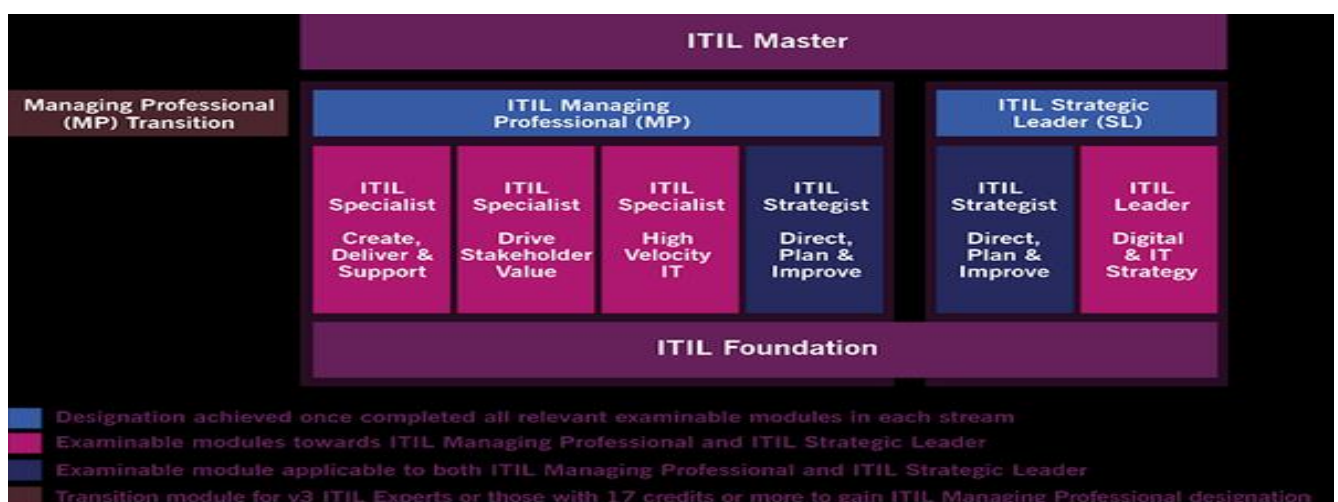 ITIL Master
Managing Professional
(MP) Transition
ITIL Managing
Professional (MP)
ITIL Strategic
Leader (SL)
ITIL
Specialist
Create,
Deliver &
Support
ITIL
Specialist
Drive
Stakeholder
Value
ITIL
Specialist
High
Velocity
IT
ITIL
Strategist
Direct,
Plan &
Improve
ITIL
Strategist
Direct,
Plan &
Improve
ITIL
Leader
Digital
& IT
Strategy
ITIL Foundation
Designation achieved once completed all relevant examinable modules in each stream
Examinable modules towards ITIL Managing Professional and ITIL Strategic Leader
Examinable module applicable to both ITIL Managing Professional and ITIL Strategic Leader
Transition module for v3 ITIL Experts or those with 17 credits or more to gain ITIL Managing Professional designation